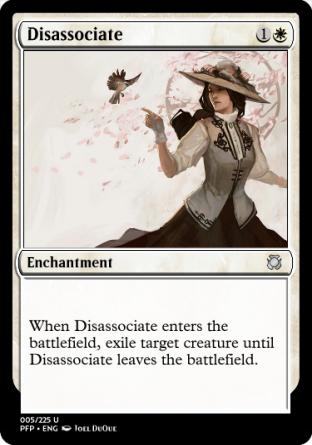 Disassociate 1
Enchantment
When Disassociate enters the
battlefield, exile target creature until
Disassociate leaves the battlefield.
005/225 U
PFP • ENG Joel DuQue